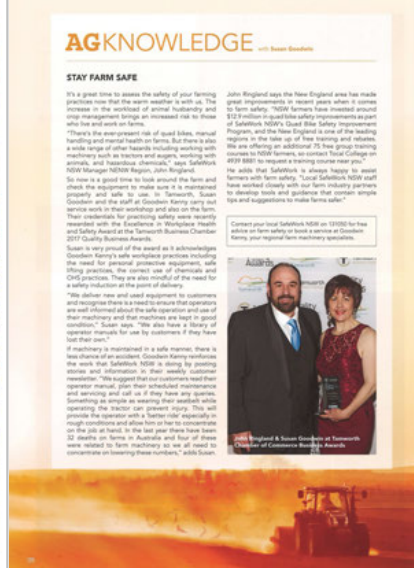 AGKNOWLEDGE with Susan Goodwin
STAY FARM SAFE
It's a great time to assess the safety of your farming
practices now that the warm weather is with us. The
increase in the workload of animal husbandry and
crop management brings an increased risk to those
who live and work on farms.
"There's the ever-present risk of quad bikes, manual
handling and mental health on farms. But there is also
a wide range of other hazards including working with
machinery such as tractors and augers, working with
animals, and hazardous chemicals," says SafeWork
NSW Manager NENW Region, John Ringland.
So now is a good time to look around the farm and
check the equipment to make sure it is maintained
properly and safe to use. In Tamworth, Susan
Goodwin and the staff at Goodwin Kenny carry out
service work in their workshop and also on the farm.
Their credentials for practicing safety were recently
rewarded with the Excellence in Workplace Health
and Safety Award at the Tamworth Business Chamber
2017 Quality Business Awards.
Susan is very proud of the award as it acknowledges
Goodwin Kenny's safe workplace practices including
the need for personal protective equipment, safe
lifting practices, the correct use of chemicals and
OHS practices. They are also mindful of the need for
a safety induction at the point of delivery.
"We deliver new and used equipment to customers
and recognise there is a need to ensure that operators
are well informed about the safe operation and use of
their machinery and that machines are kept in good
condition," Susan says. "We also have a library of
operator manuals for use by customers if they have
lost their own."
If machinery is maintained in a safe manner, there is
less chance of an accident. Goodwin Kenny reinforces
the work that SafeWork NSW is doing by posting
stories and information in their weekly customer
newsletter. "We suggest that our customers read their
operator manual, plan their scheduled maintenance
and servicing and call us if they have any queries.
Something as simple as wearing their seatbelt while
operating the tractor can prevent injury. This will
provide the operator with a 'better ride' especially in
rough conditions and allow him or her to concentrate
on the job at hand. In the last year there have been
32 deaths on farms in Australia and four of these
were related to farm machinery so we all need to
concentrate on lowering these numbers," adds Susan.
John Ringland says the New England area has made
great improvements in recent years when it comes
to farm safety. "NSW farmers have invested around
$12.9 million in quad bike safety improvements as part
of SafeWork NSW's Quad Bike Safety Improvement
Program, and the New England is one of the leading
regions in the take up of free training and rebates.
We are offering an additional 75 free group training
courses to NSW farmers, so contact Tocal College on
4939 8881 to request a training course near you."
He adds that SafeWork is always happy to assist
farmers with farm safety. "Local SafeWork NSW staff
have worked closely with our farm industry partners
to develop tools and guidance that contain simple
tips and suggestions to make farms safer."
Contact your local SafeWork NSW on 131050 for free
advice on farm safety or book a service at Goodwin
Kenny, your regional farm machinery specialists.
Awards
John Ringland & Susan Goodwin at Tamworth
Chamber of Commerce Business Awards